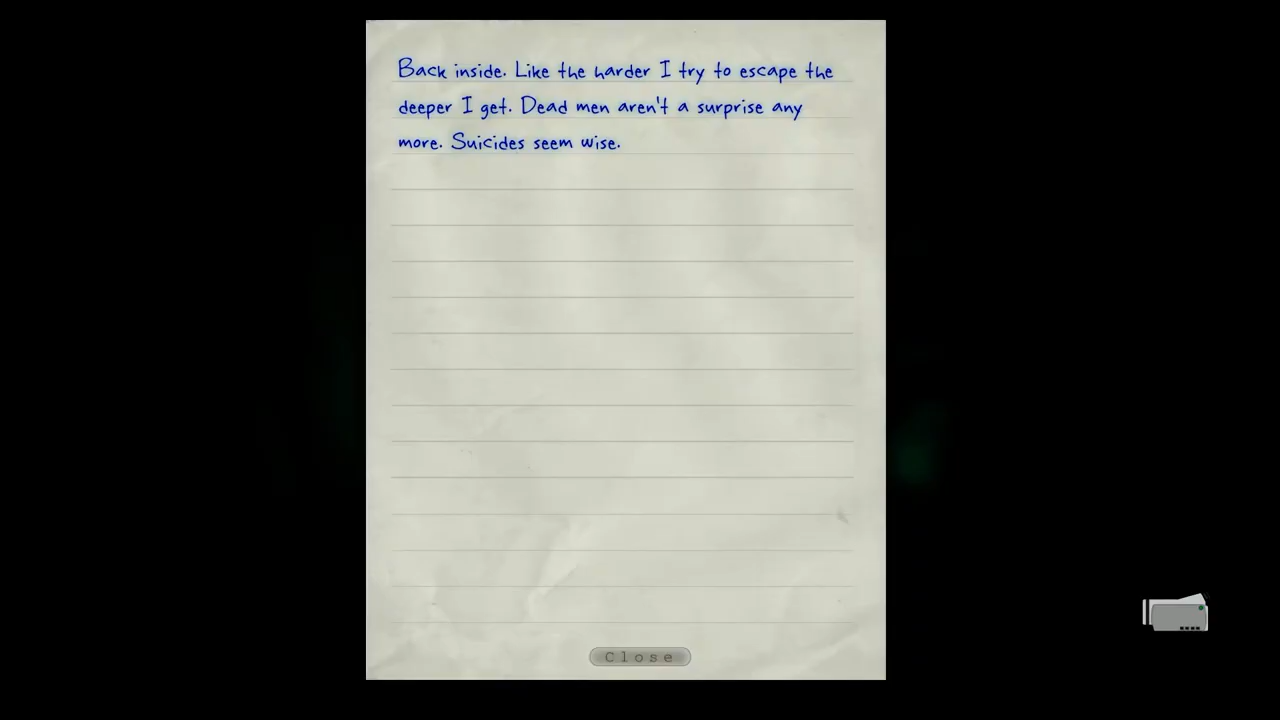 Back inside. Like the harder I try to escape the
deeper I get. Dead men aren't a surprise any
more. Suicides seem wise.
Close